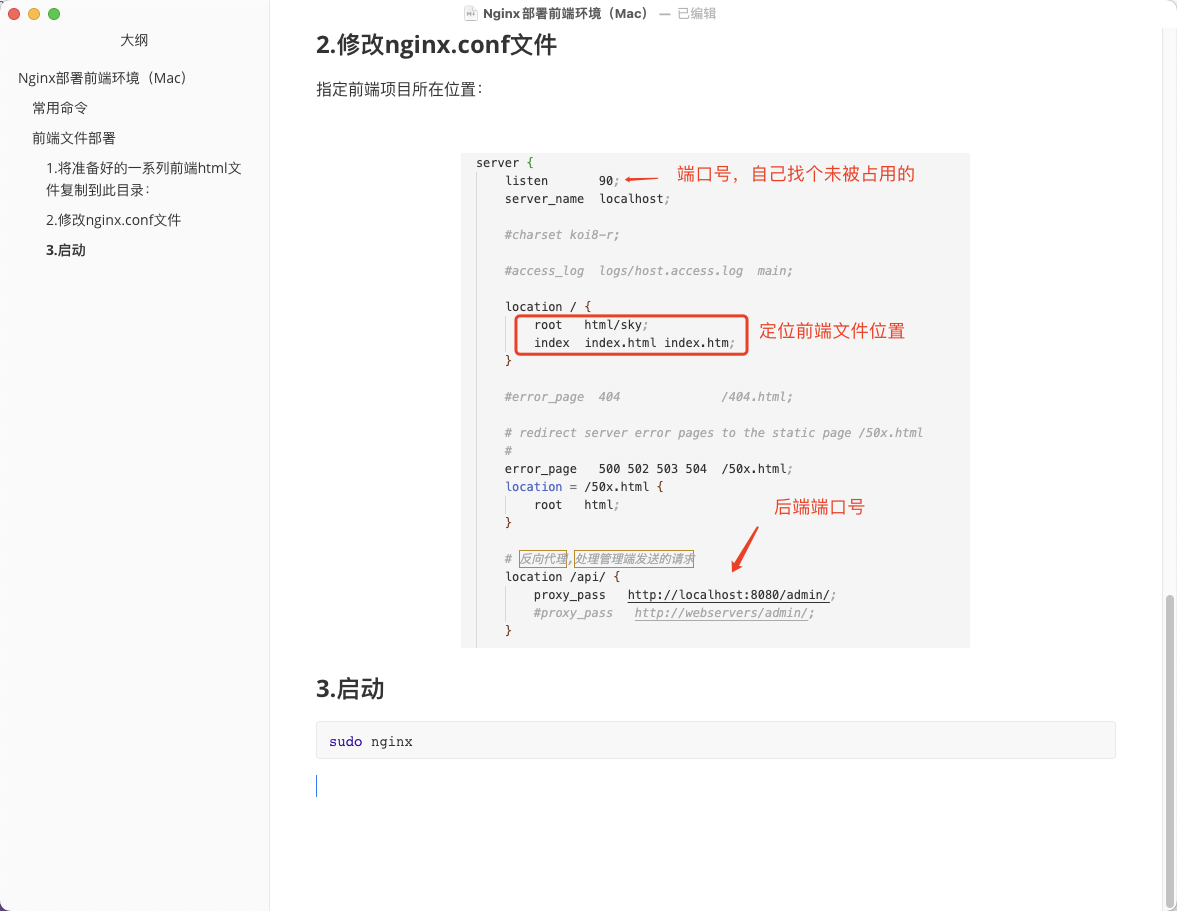 Nginx部署前端环境（Mac） — 已编辑
大纲
Nginx部署前端环境（Mac）
常用命令
前端文件部署
1.将准备好的一系列前端html文
件复制到此目录：
2.修改nginx.conf文件
3.启动
2.修改nginx.conf文件
指定前端项目所在位置：
server {
listen 90; 端口号，自己找个未被占用的
server_name localhost;
#charset koi8-r;
#access_log logs/host.access.log main;
location / {
root html/sky;
index index.html index.htm;
定位前端文件位置
}
#error_page 404 /404.html;
# redirect server error pages to the static page /50x.html
#
error_page 500 502 503 504 /50x.html;
location = /50x.html {
root html;
后端端口号
}
# 反向代理,处理管理端发送的请求
location /api/ {
proxy_pass http://localhost:8080/admin/;
#proxy_pass http://webservers/admin/;
}
3.启动
sudo nginx